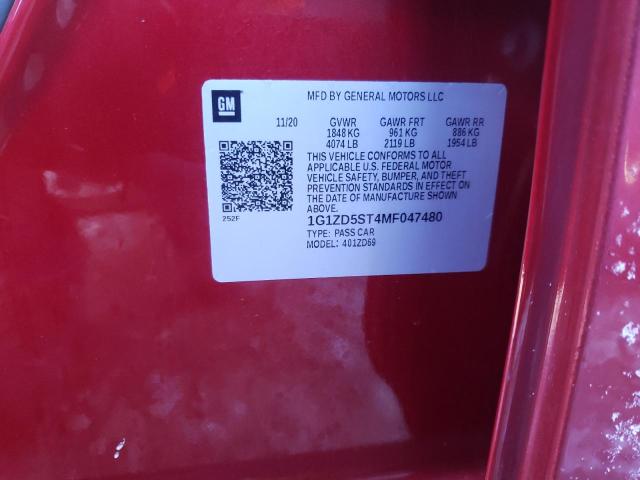 GM
MFD BY GENERAL MOTORS LLC
11/20 GVWR GAWR FRT GAWR RR
1848 KG 961 KG 886 KG
4074 LB 2119 LB 1954 LB
THIS VEHICLE CONFORMS TO ALL
APPLICABLE U.S. FEDERAL MOTOR
VEHICLE SAFETY, BUMPER, AND THEFT
PREVENTION STANDARDS IN EFFECT ON
THE DATE OF MANUFACTURE SHOWN
ABOVE.
252F
1G1ZD5ST4MF047480
TYPE: PASS CAR
MODEL: 401ZD69